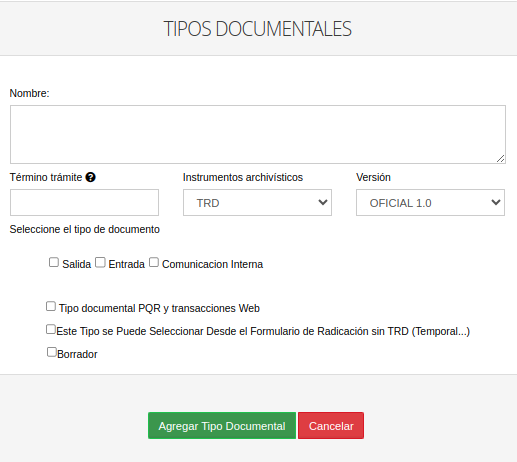 TIPOS DOCUMENTALES
Nombre:
Término trámite ?
Instrumentos archivísticos
Versión
TRD
OFICIAL 1.0
Seleccione el tipo de documento
Salida Entrada Comunicacion Interna
Tipo documental PQR y transacciones Web
Este Tipo se Puede Seleccionar Desde el Formulario de Radicación sin TRD (Temporal...)
Borrador
Agregar Tipo Documental
Cancelar